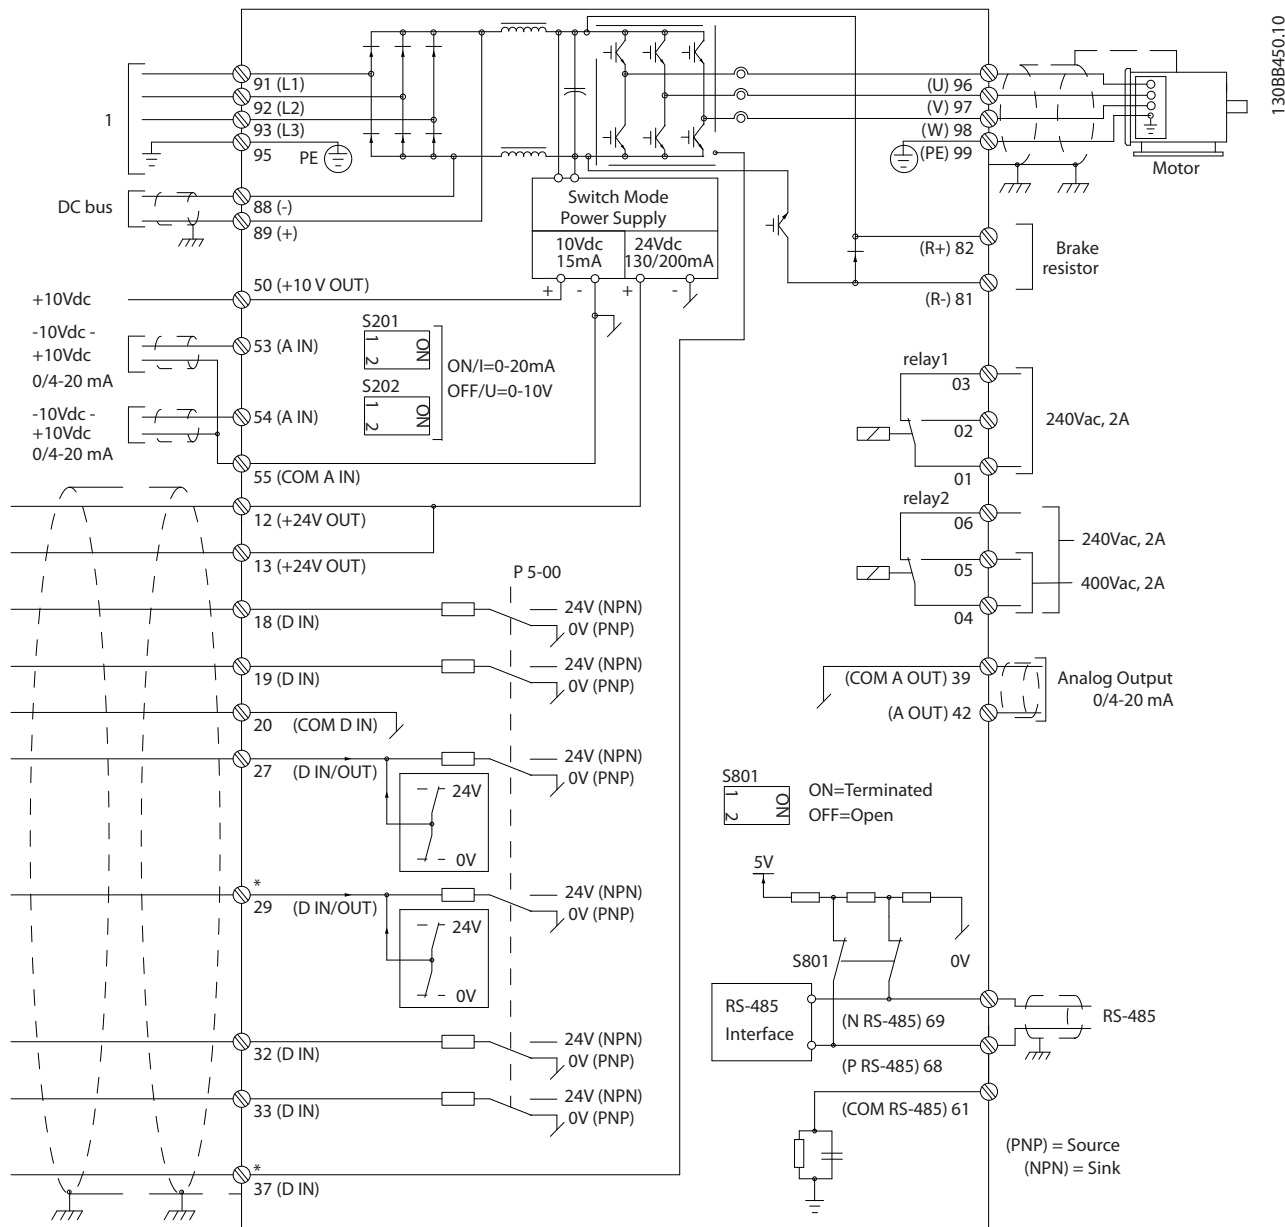 130BB450.10
1
91 (L1)
92 (L2)
93 (L3)
95
PE
DC bus
88 (-)
89 (+)
Switch Mode
Power Supply
10Vdc
15mA
24Vdc
130/200mA
+
-
+
-
(U) 96
(V) 97
(W) 98
(PE) 99
Motor
(R+) 82
(R-) 81
Brake
resistor
+10Vdc
50 (+10 V OUT)
-10Vdc -
+10Vdc
0/4-20 mA
53 (A IN)
-10Vdc -
+10Vdc
0/4-20 mA
54 (A IN)
55 (COM A IN)
S201
1
2
ON
S202
1
2
ON
ON/I=0-20mA
OFF/U=0-10V
relay1
03
02
01
240Vac, 2A
relay2
06
05
04
240Vac, 2A
400Vac, 2A
12 (+24V OUT)
13 (+24V OUT)
P 5-00
18 (D IN)
24V (NPN)
0V (PNP)
19 (D IN)
24V (NPN)
0V (PNP)
20 (COM D IN)
27 (D IN/OUT)
24V (NPN)
0V (PNP)
24V
0V
*
29 (D IN/OUT)
24V (NPN)
0V (PNP)
24V
0V
32 (D IN)
24V (NPN)
0V (PNP)
33 (D IN)
24V (NPN)
0V (PNP)
*
37 (D IN)
(COM A OUT) 39
(A OUT) 42
Analog Output
0/4-20 mA
S801
1
2
ON
ON=Terminated
OFF=Open
5V
S801
0V
RS-485
Interface
(N RS-485) 69
(P RS-485) 68
RS-485
(COM RS-485) 61
(PNP) = Source
(NPN) = Sink